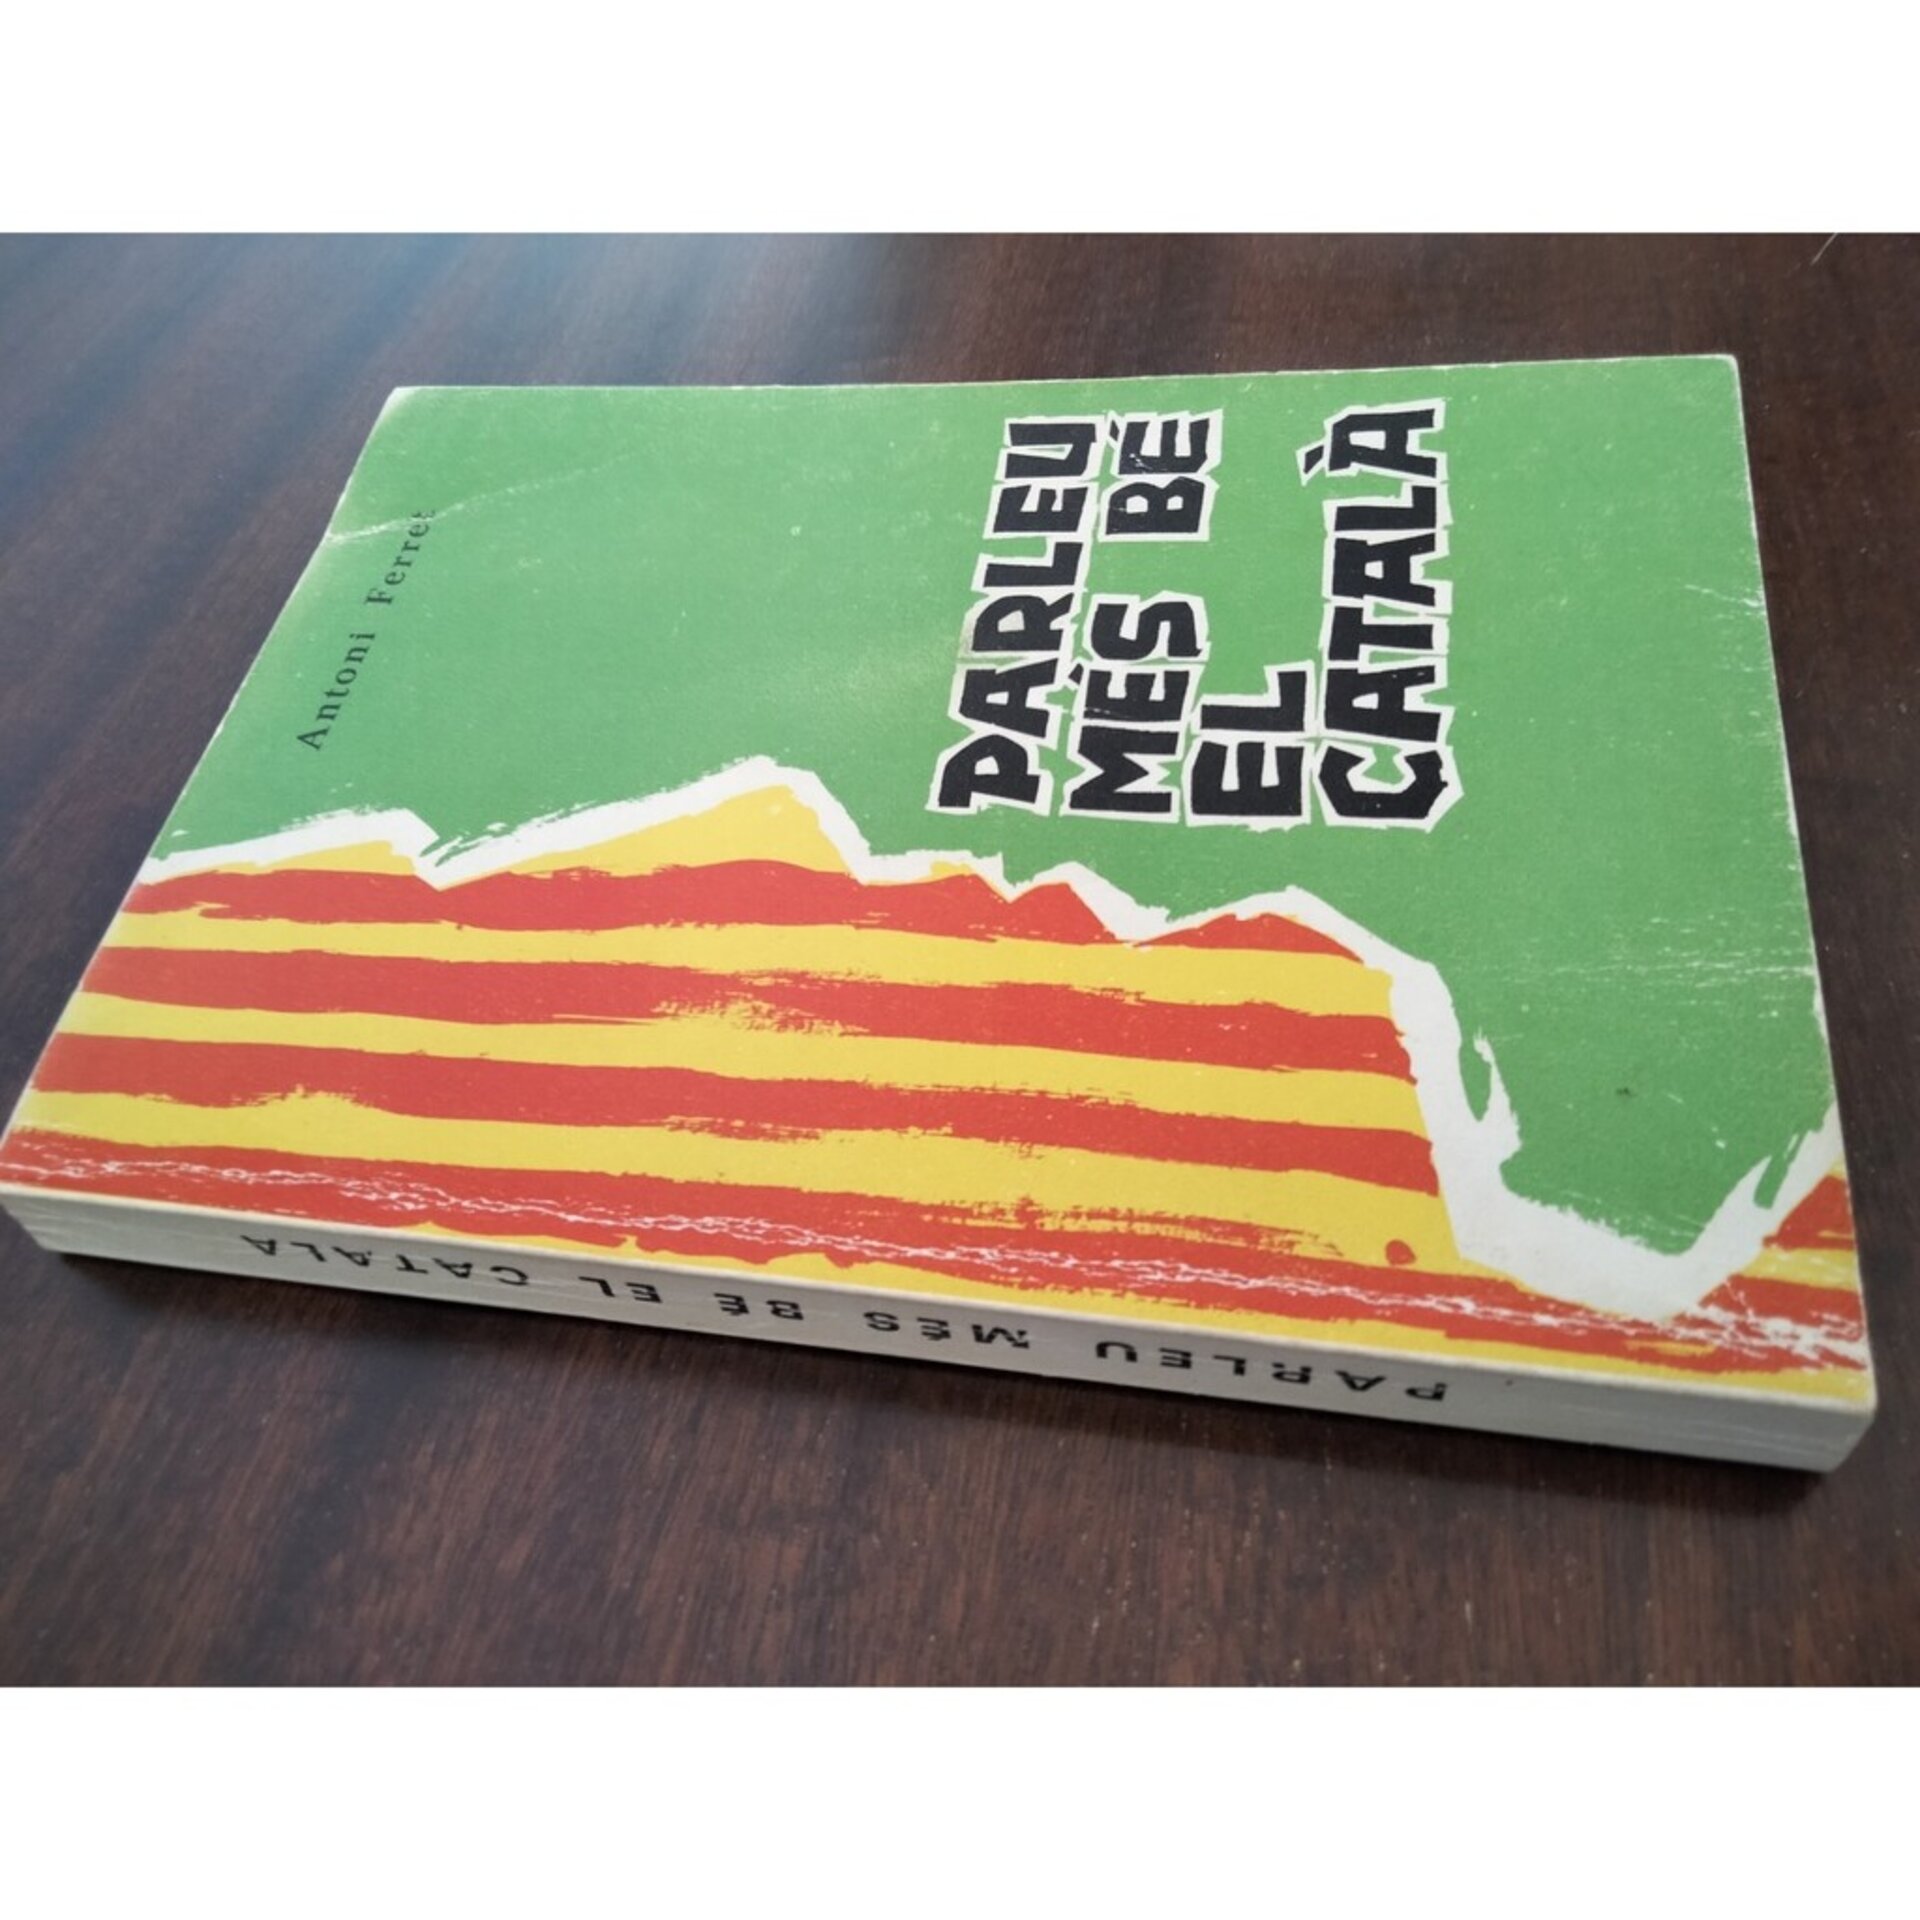 Antoni Ferret
PARLEU
MÉS BÉ
EL
CATALÀ
PARLEU MÉS BÉ EL CATALÀ